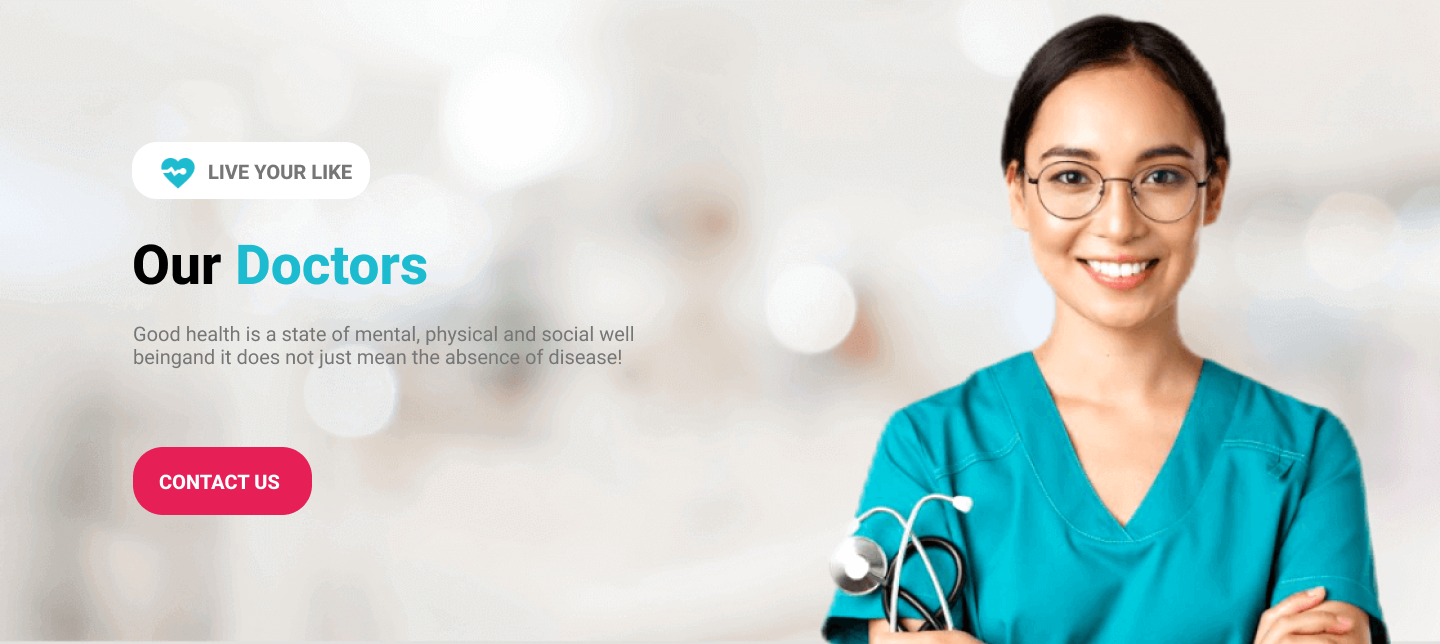 LIVE YOUR LIKE
Our Doctors
Good health is a state of mental, physical and social well
beingand it does not just mean the absence of disease!
CONTACT US